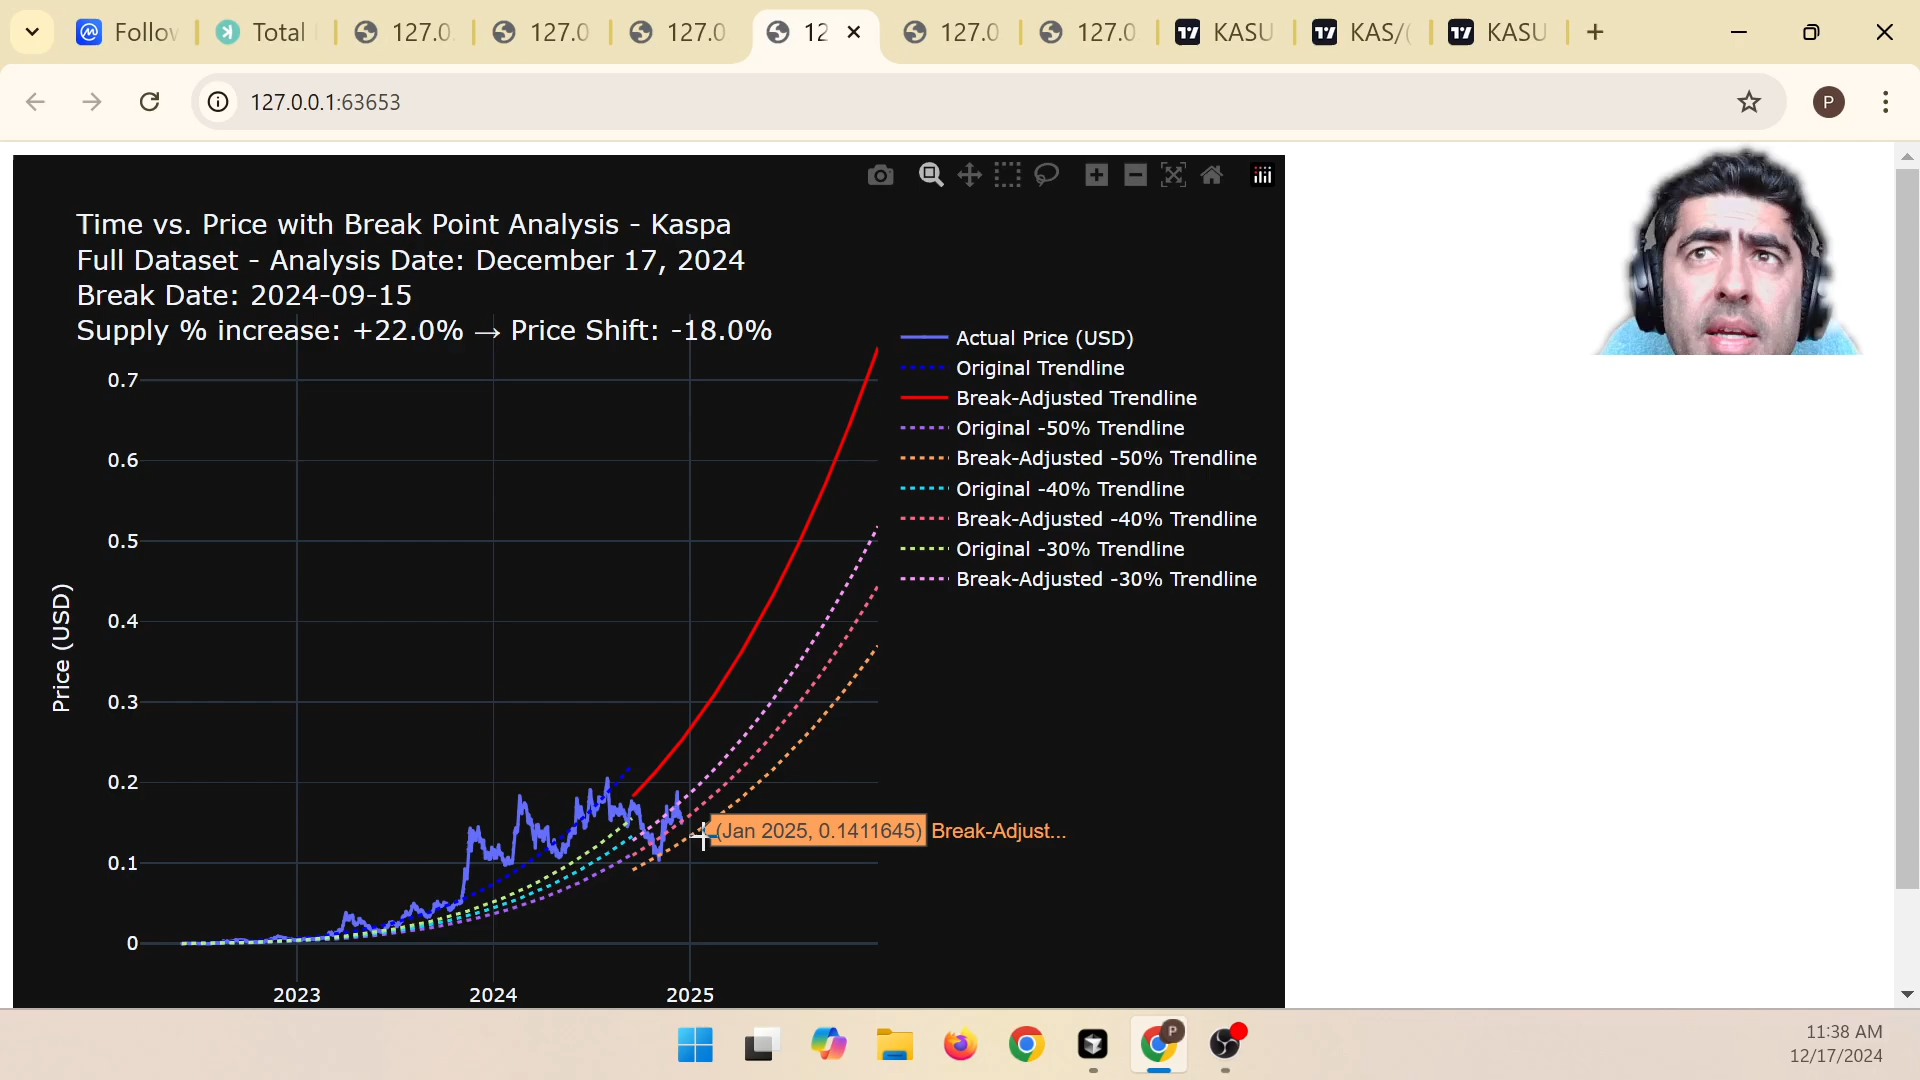 Follow
Total
127.0.
127.0
127.0
12
127.0
127.0
KASU
KAS/(
KASU
127.0.0.1:63653
P
Time vs. Price with Break Point Analysis - Kaspa
Full Dataset - Analysis Date: December 17, 2024
Break Date: 2024-09-15
Supply % increase: +22.0% → Price Shift: -18.0%
Actual Price (USD)
Original Trendline
Break-Adjusted Trendline
Original -50% Trendline
Break-Adjusted -50% Trendline
Original -40% Trendline
Break-Adjusted -40% Trendline
Original -30% Trendline
Break-Adjusted -30% Trendline
Price (USD)
0.7
0.6
0.5
0.4
0.3
0.2
0.1
0
(Jan 2025, 0.1411645) Break-Adjust...
2023
2024
2025
P
11:38 AM
12/17/2024